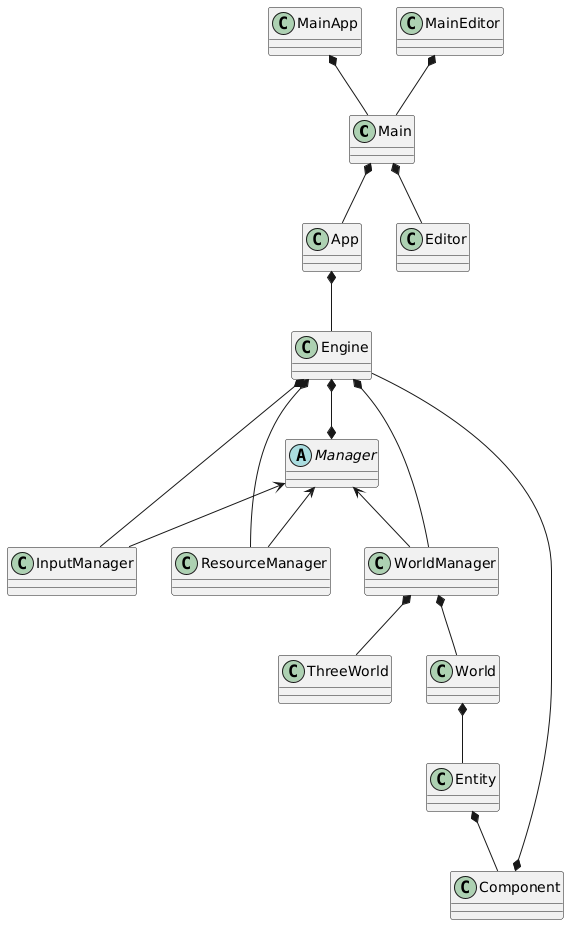 C MainApp
C MainEditor
C Main
C App
C Editor
C Engine
A Manager
C InputManager
C ResourceManager
C WorldManager
C ThreeWorld
C World
C Entity
C Component